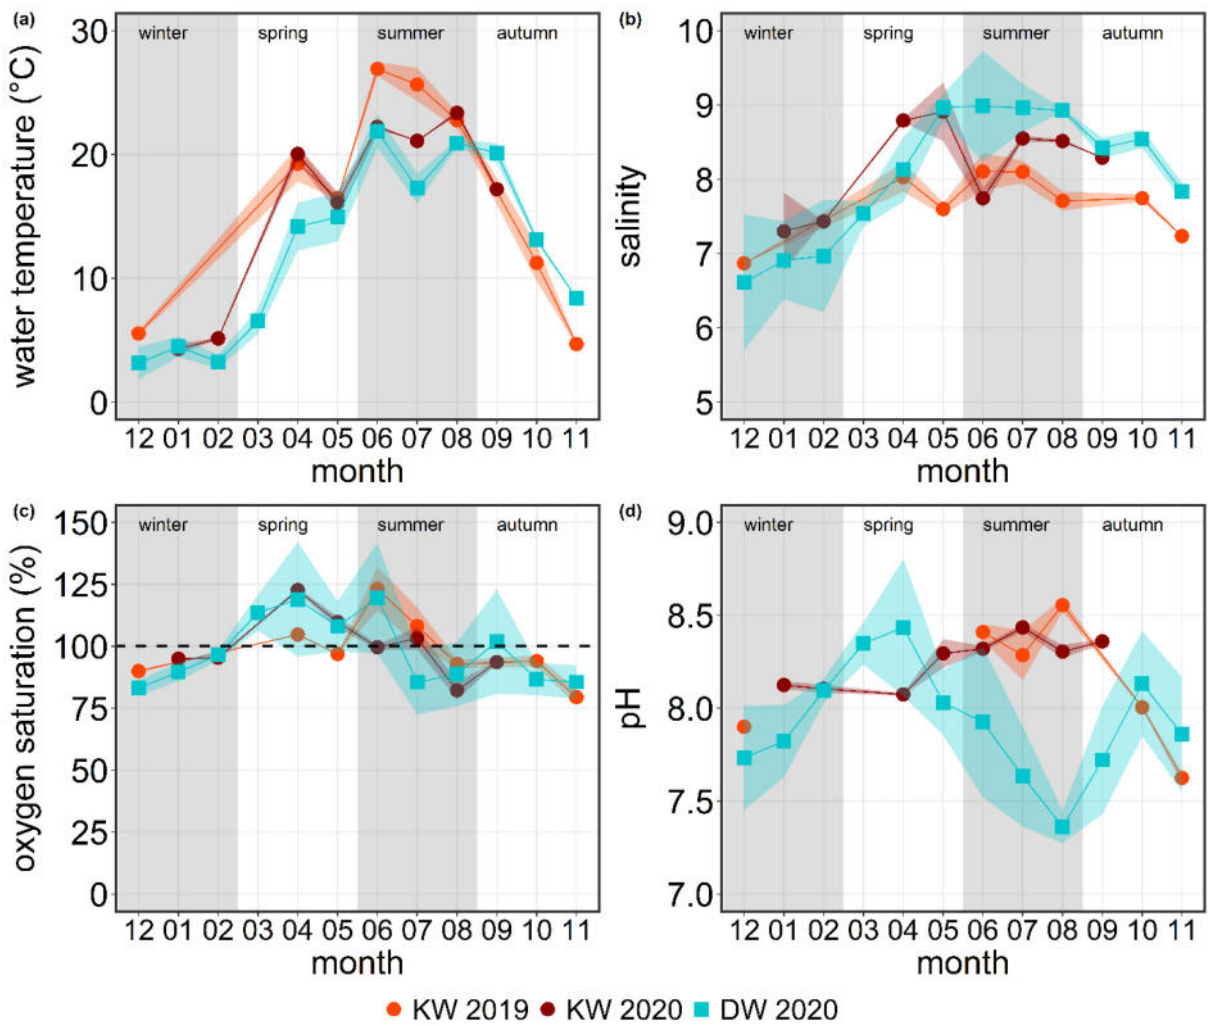 (a)
winter spring summer autumn
30
20
10
0
water temperature (°C)
12 01 02 03 04 05 06 07 08 09 10 11
month
(b)
winter spring summer autumn
10
9
8
7
6
5
salinity
12 01 02 03 04 05 06 07 08 09 10 11
month
(c)
winter spring summer autumn
150
125
100
75
50
25
0
oxygen saturation (%)
12 01 02 03 04 05 06 07 08 09 10 11
month
(d)
winter spring summer autumn
9.0
8.5
8.0
7.5
7.0
pH
12 01 02 03 04 05 06 07 08 09 10 11
month
KW 2019 KW 2020 DW 2020